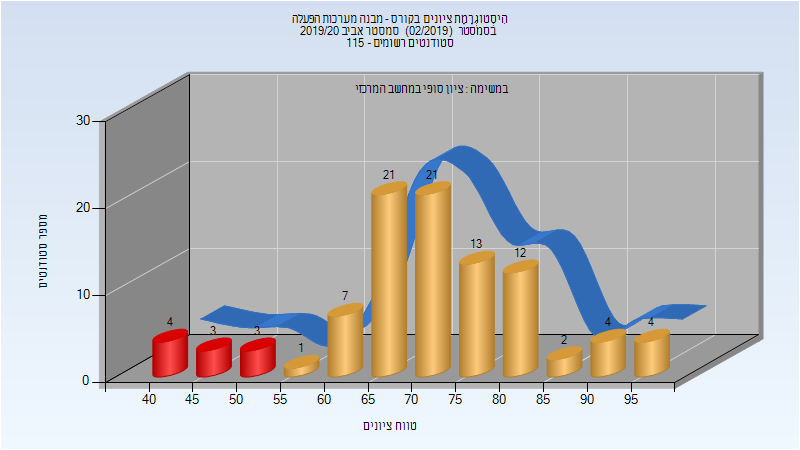 היסטוגרמת ציונים בקורס - מבנה מערכות הפעלה
בסמסטר (02/2019) סמסטר אביב 2019/20
סטודנטים רשומים - 115
במשימה : ציון סופי במחשב המרכזי
מספר סטודנטים
30
20
10
0
4
3
3
1
7
21
21
13
12
2
4
4
40 45 50 55 60 65 70 75 80 85 90 95
טווח ציונים